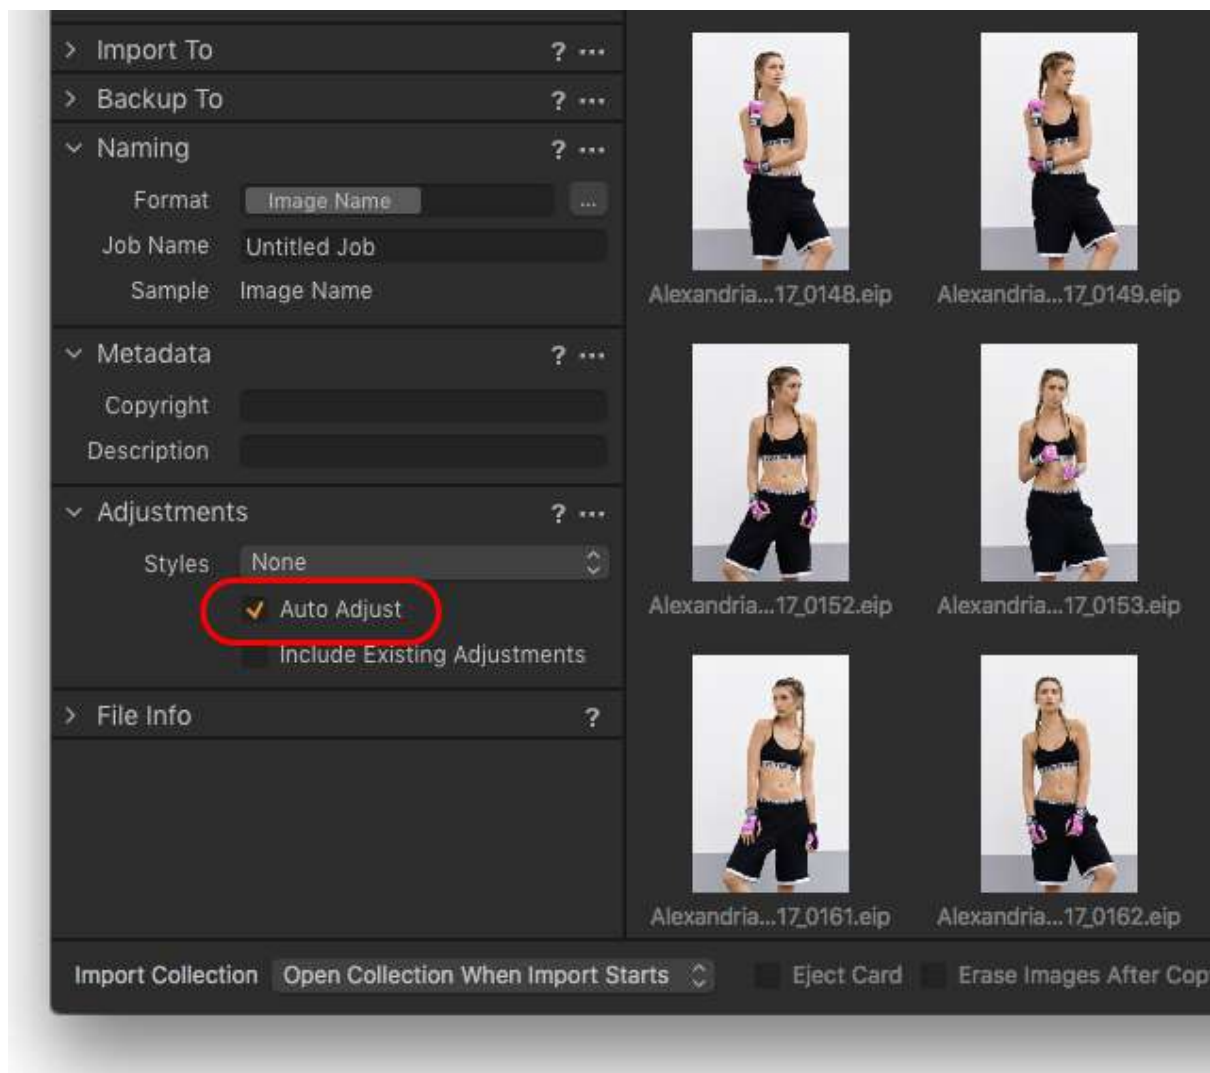 Import To ? ...
Backup To ? ...
Naming ? ...
Format Image Name ...
Job Name Untitled Job
Sample Image Name
Metadata ? ...
Copyright
Description
Adjustments ? ...
Styles None
Auto Adjust
Include Existing Adjustments
File Info ?
Alexandria...17_0148.eip Alexandria...17_0149.eip
Alexandria...17_0152.eip Alexandria...17_0153.eip
Alexandria...17_0161.eip Alexandria...17_0162.eip
Import Collection Open Collection When Import Starts Eject Card Erase Images After Cop